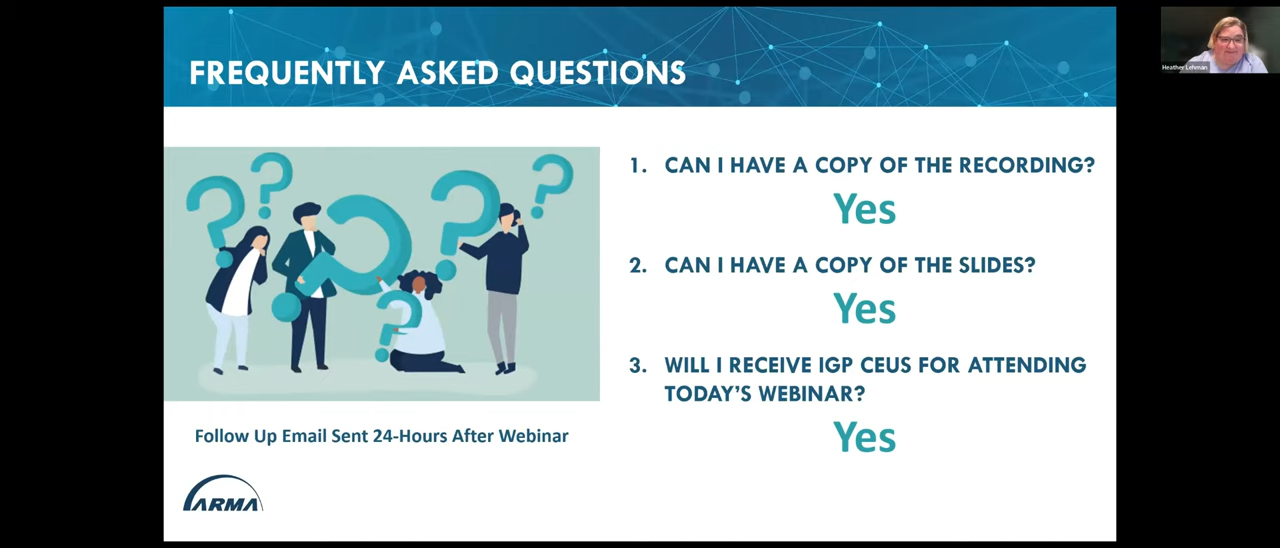 FREQUENTLY ASKED QUESTIONS
Heather Lehman
1. CAN I HAVE A COPY OF THE RECORDING?
Yes
2. CAN I HAVE A COPY OF THE SLIDES?
Yes
3. WILL I RECEIVE IGP CEUS FOR ATTENDING
TODAY'S WEBINAR?
Yes
Follow Up Email Sent 24-Hours After Webinar
ARMA